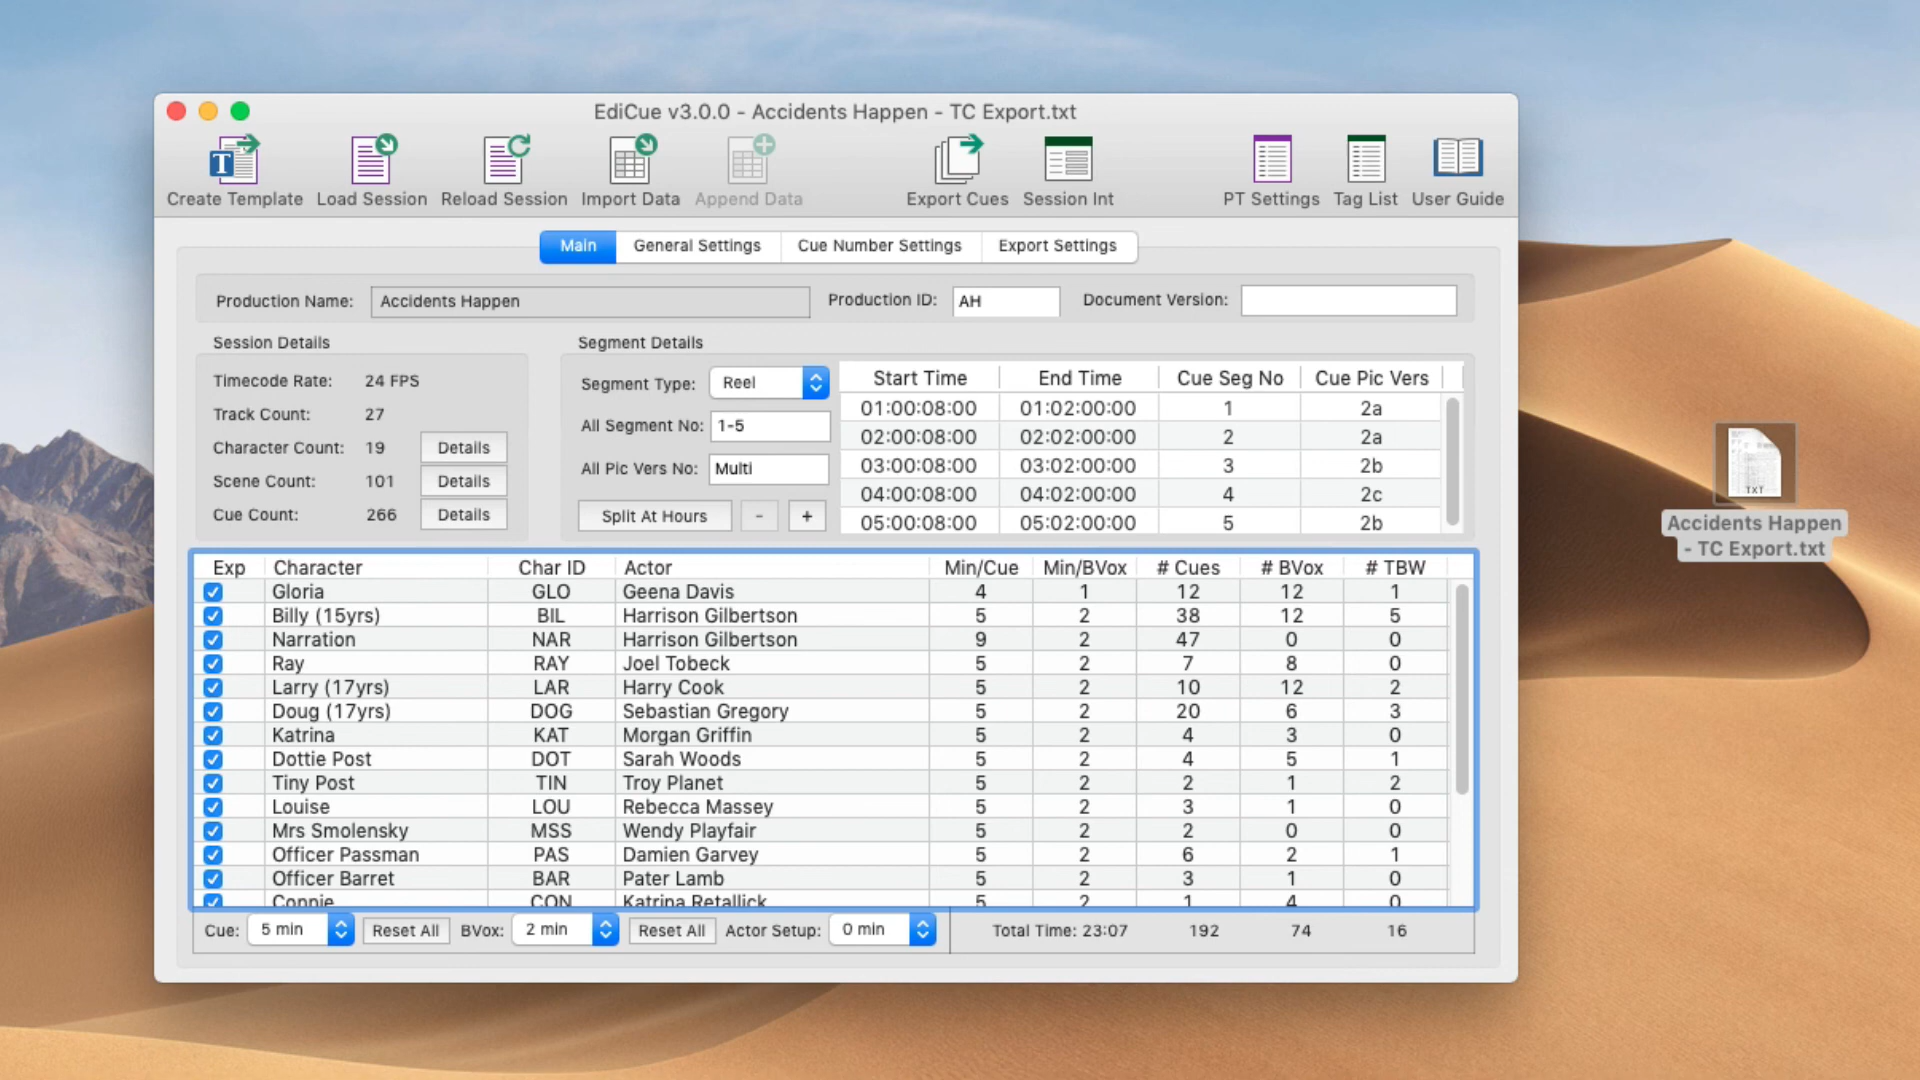 EdiCue v3.0.0 - Accidents Happen - TC Export.txt
Create Template Load Session Reload Session Import Data Append Data Export Cues Session Int PT Settings Tag List User Guide
Main General Settings Cue Number Settings Export Settings
Production Name: Accidents Happen Production ID: AH Document Version:
Session Details
Timecode Rate: 24 FPS
Track Count: 27
Character Count: 19 Details
Scene Count: 101 Details
Cue Count: 266 Details
Segment Details
Segment Type: Reel
All Segment No: 1-5
All Pic Vers No: Multi
Split At Hours - +
Start Time End Time Cue Seg No Cue Pic Vers
01:00:08:00 01:02:00:00 1 2a
02:00:08:00 02:02:00:00 2 2a
03:00:08:00 03:02:00:00 3 2b
04:00:08:00 04:02:00:00 4 2c
05:00:08:00 05:02:00:00 5 2b
Exp Character Char ID Actor Min/Cue Min/BVox # Cues # BVox # TBW
Gloria GLO Geena Davis 4 1 12 12 1
Billy (15yrs) BIL Harrison Gilbertson 5 2 38 12 5
Narration NAR Harrison Gilbertson 9 2 47 0 0
Ray RAY Joel Tobeck 5 2 7 8 0
Larry (17yrs) LAR Harry Cook 5 2 10 12 2
Doug (17yrs) DOG Sebastian Gregory 5 2 20 6 3
Katrina KAT Morgan Griffin 5 2 4 3 0
Dottie Post DOT Sarah Woods 5 2 4 5 1
Tiny Post TIN Troy Planet 5 2 2 1 2
Louise LOU Rebecca Massey 5 2 3 1 0
Mrs Smolensky MSS Wendy Playfair 5 2 2 0 0
Officer Passman PAS Damien Garvey 5 2 6 2 1
Officer Barret BAR Pater Lamb 5 2 3 1 0
Connie CON Katrina Retallick 5 2 1 4 0
Cue: 5 min Reset All BVox: 2 min Reset All Actor Setup: 0 min Total Time: 23:07 192 74 16
TXT
Accidents Happen
- TC Export.txt